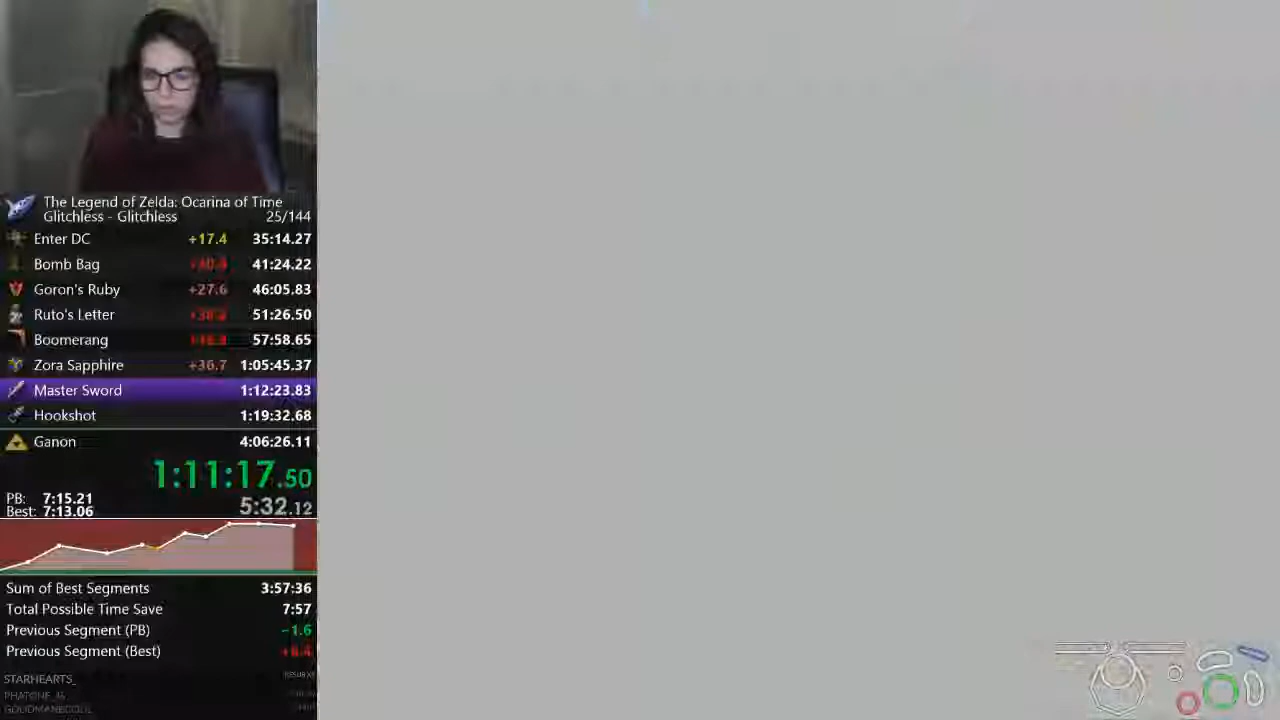 The Legend of Zelda: Ocarina of Time
Glitchless - Glitchless 25/144
Enter DC +17.4 35:14.27
Bomb Bag 41:24.22
Goron's Ruby +27.6 46:05.83
Ruto's Letter 51:26.50
Boomerang 57:58.65
Zora Sapphire +36.7 1:05:45.37
Master Sword 1:12:23.83
Hookshot 1:19:32.68
Ganon 4:06:26.11
1:11:17.50
PB: 7:15.21
Best: 7:13.06
5:32.12
Sum of Best Segments 3:57:36
Total Possible Time Save 7:57
Previous Segment (PB) -1.6
Previous Segment (Best)
STARHEARTS_